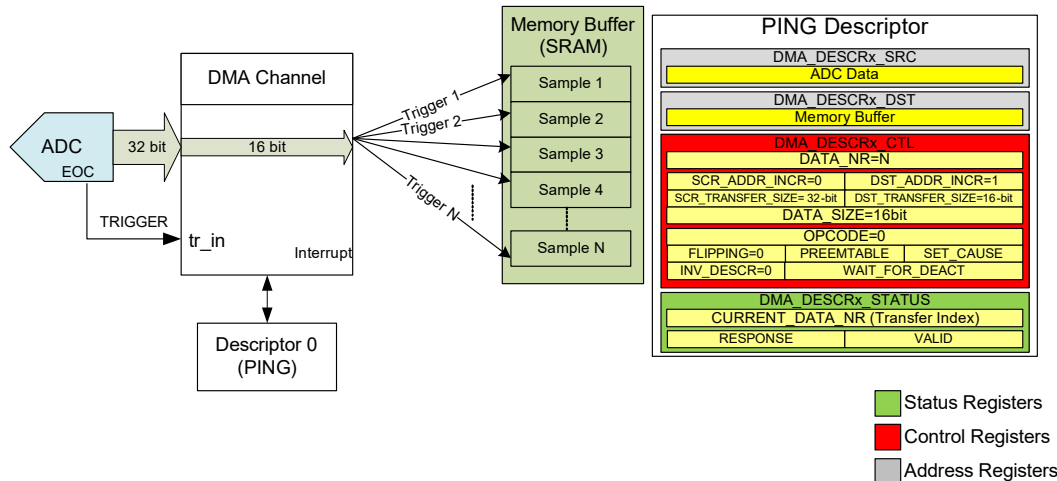 DMA Channel
ADC
EOC
32 bit
16 bit
TRIGGER
tr_in
Interrupt
Descriptor 0
(PING)
Trigger 1
Trigger 2
Trigger N
Memory Buffer
(SRAM)
Sample 1
Sample 2
Sample 3
Sample 4
Sample N
PING Descriptor
DMA_DESCRx_SRC
ADC Data
DMA_DESCRx_DST
Memory Buffer
DMA_DESCRx_CTL
DATA_NR=N
SCR_ADDR_INCR=0 DST_ADDR_INCR=1
SCR_TRANSFER_SIZE= 32-bit DST_TRANSFER_SIZE=16-bit
DATA_SIZE=16bit
OPCODE=0
FLIPPING=0 PREEMTABLE SET_CAUSE
INV_DESCR=0 WAIT_FOR_DEACT
DMA_DESCRx_STATUS
CURRENT_DATA_NR (Transfer Index)
RESPONSE VALID
Status Registers
Control Registers
Address Registers